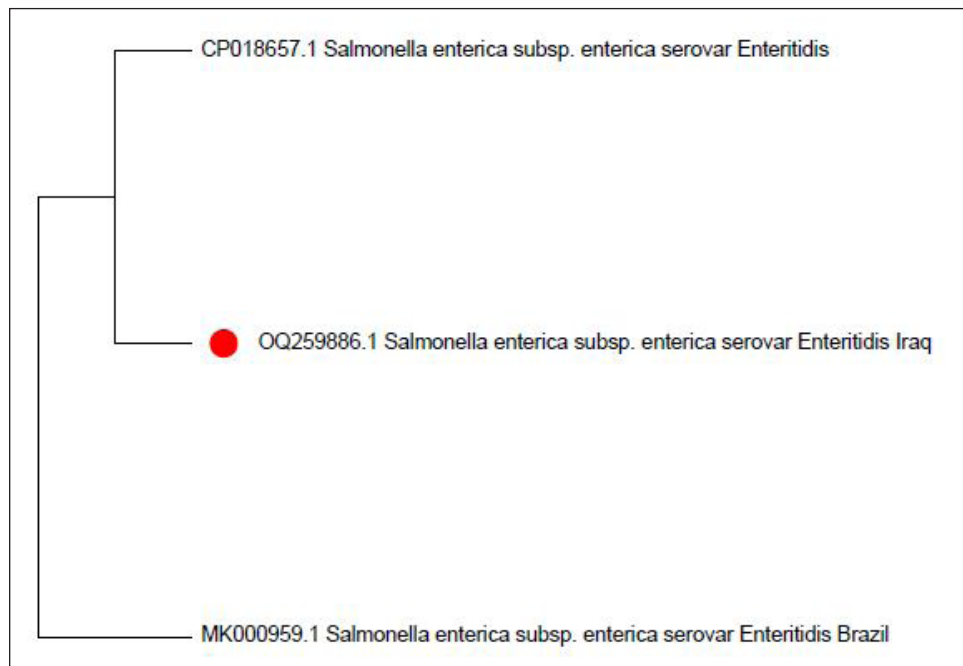 CP018657.1 Salmonella enterica subsp. enterica serovar Enteritidis
OQ259886.1 Salmonella enterica subsp. enterica serovar Enteritidis Iraq
MK000959.1 Salmonella enterica subsp. enterica serovar Enteritidis Brazil